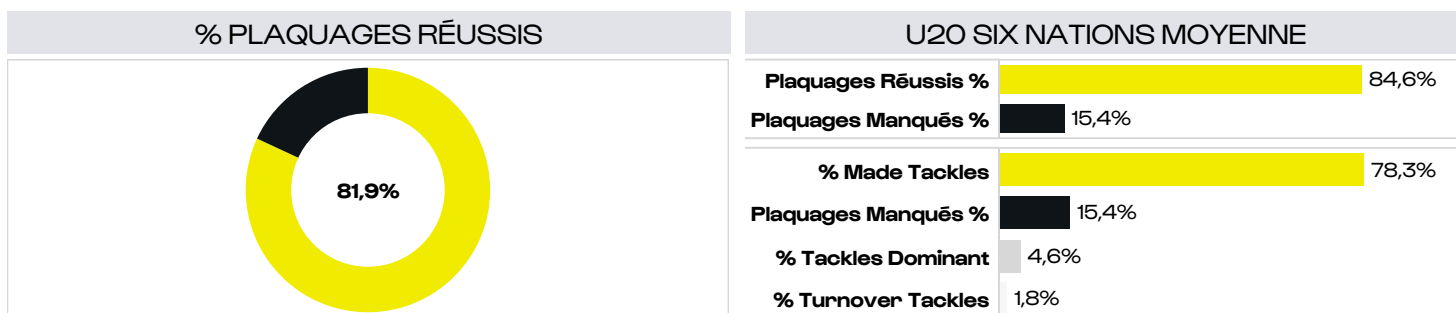 % PLAQUAGES RÉUSSIS
81,9%
U20 SIX NATIONS MOYENNE
Plaquages Réussis % 84,6%
Plaquages Manqués % 15,4%
% Made Tackles 78,3%
Plaquages Manqués % 15,4%
% Tackles Dominant 4,6%
% Turnover Tackles 1,8%